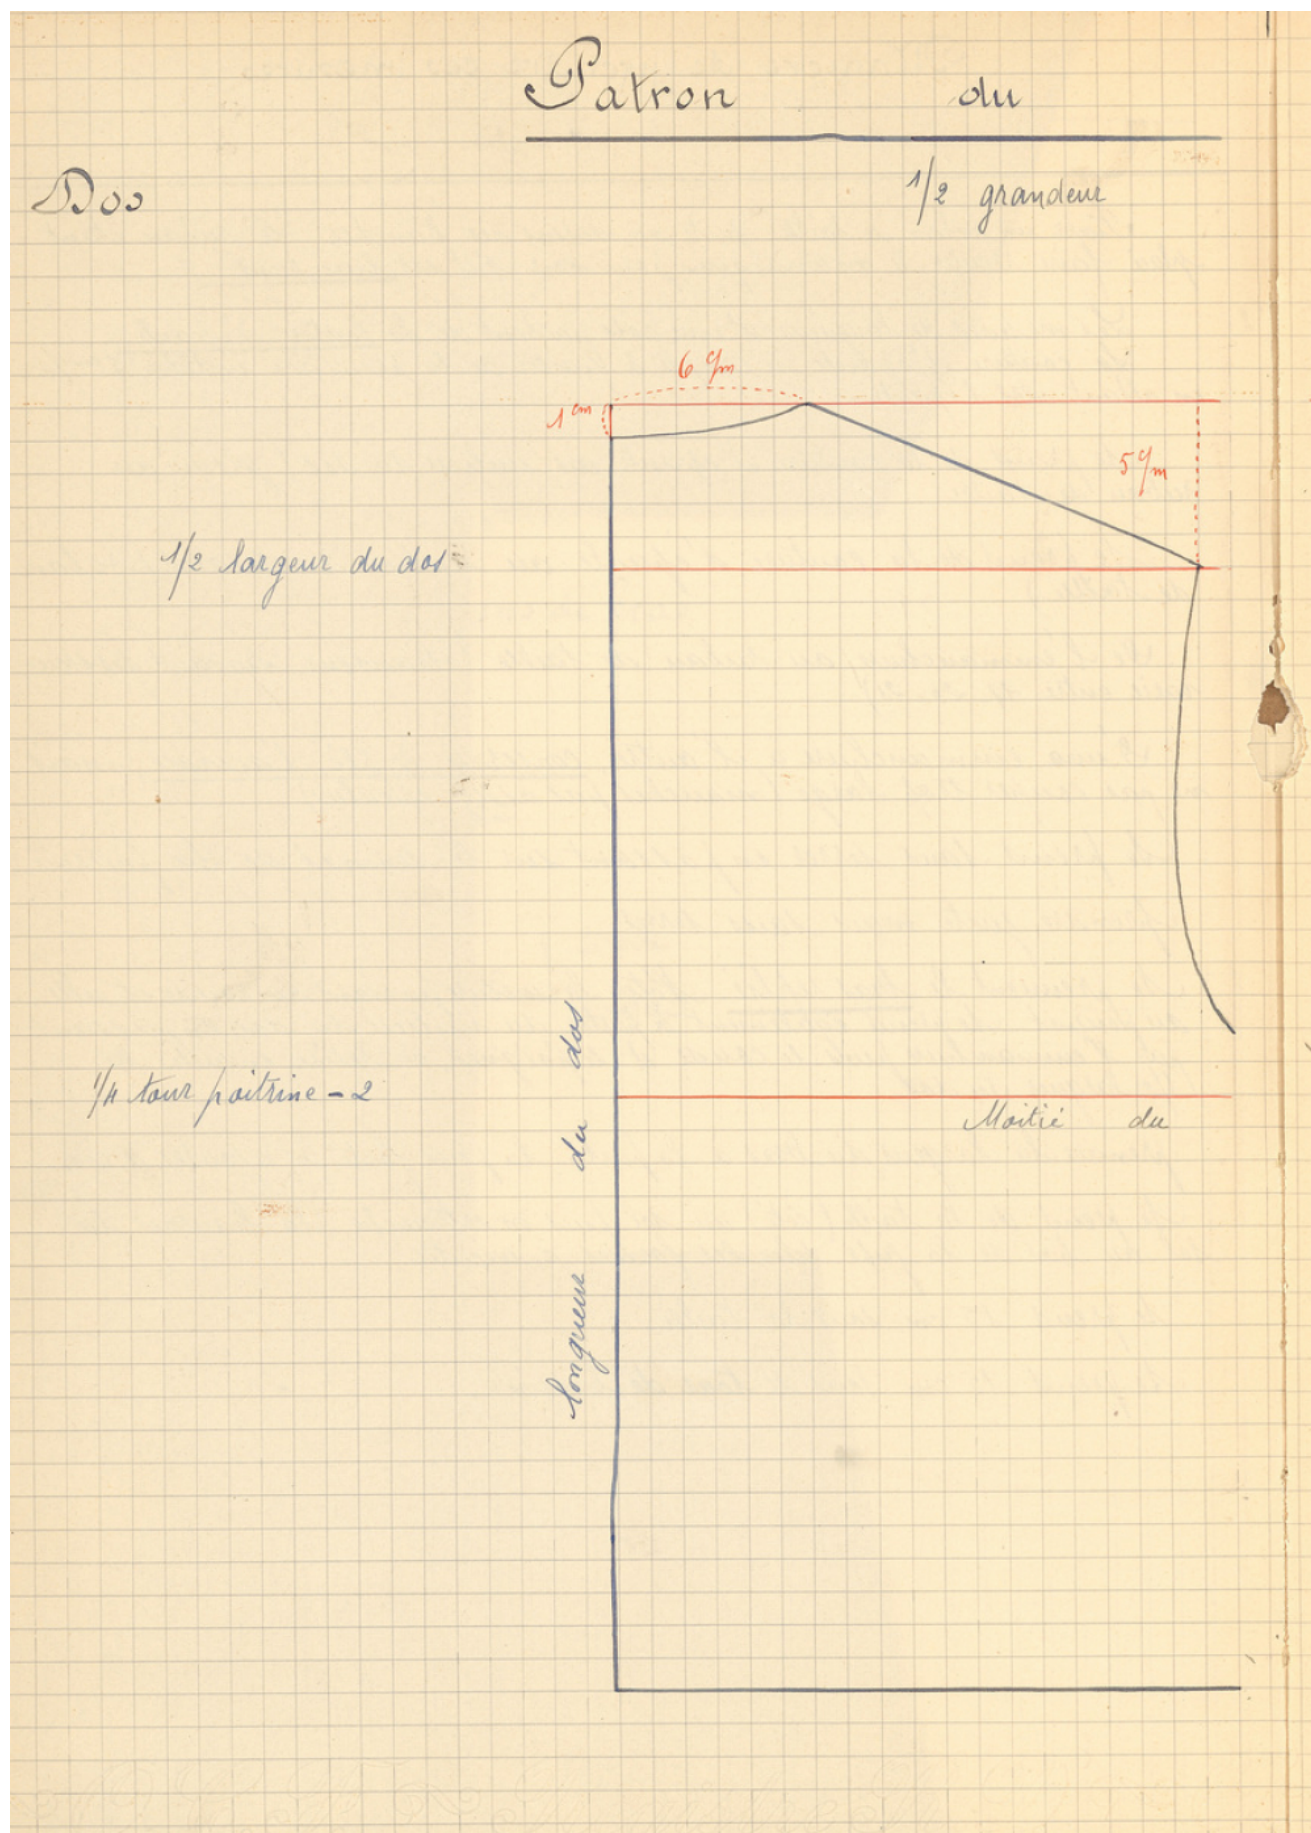 Patron du
Dos
1/2 grandeur
6 c/m
1 cm
5 c/m
1/2 largeur du dos
longueur du dos
1/4 tour poitrine - 2
Moitié du